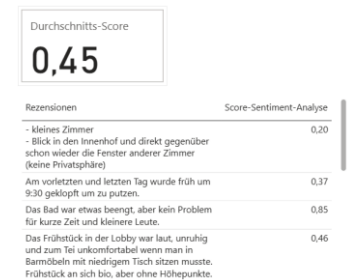 Durchschnitts-Score
0,45
Rezensionen Score-Sentiment-Analyse
- kleines Zimmer 0,20
- Blick in den Innenhof und direkt gegenüber
schon wieder die Fenster anderer Zimmer
(keine Privatsphäre)
Am vorletzten und letzten Tag wurde früh um 0,37
9:30 geklopft um zu putzen.
Das Bad war etwas beengt, aber kein Problem 0,85
für kurze Zeit und kleinere Leute.
Das Frühstück in der Lobby war laut, unruhig 0,46
und zum Tei unkomfortabel wenn man in
Barmöbeln mit niedrigem Tisch sitzen musste.
Frühstück an sich bio, aber ohne Höhepunkte.